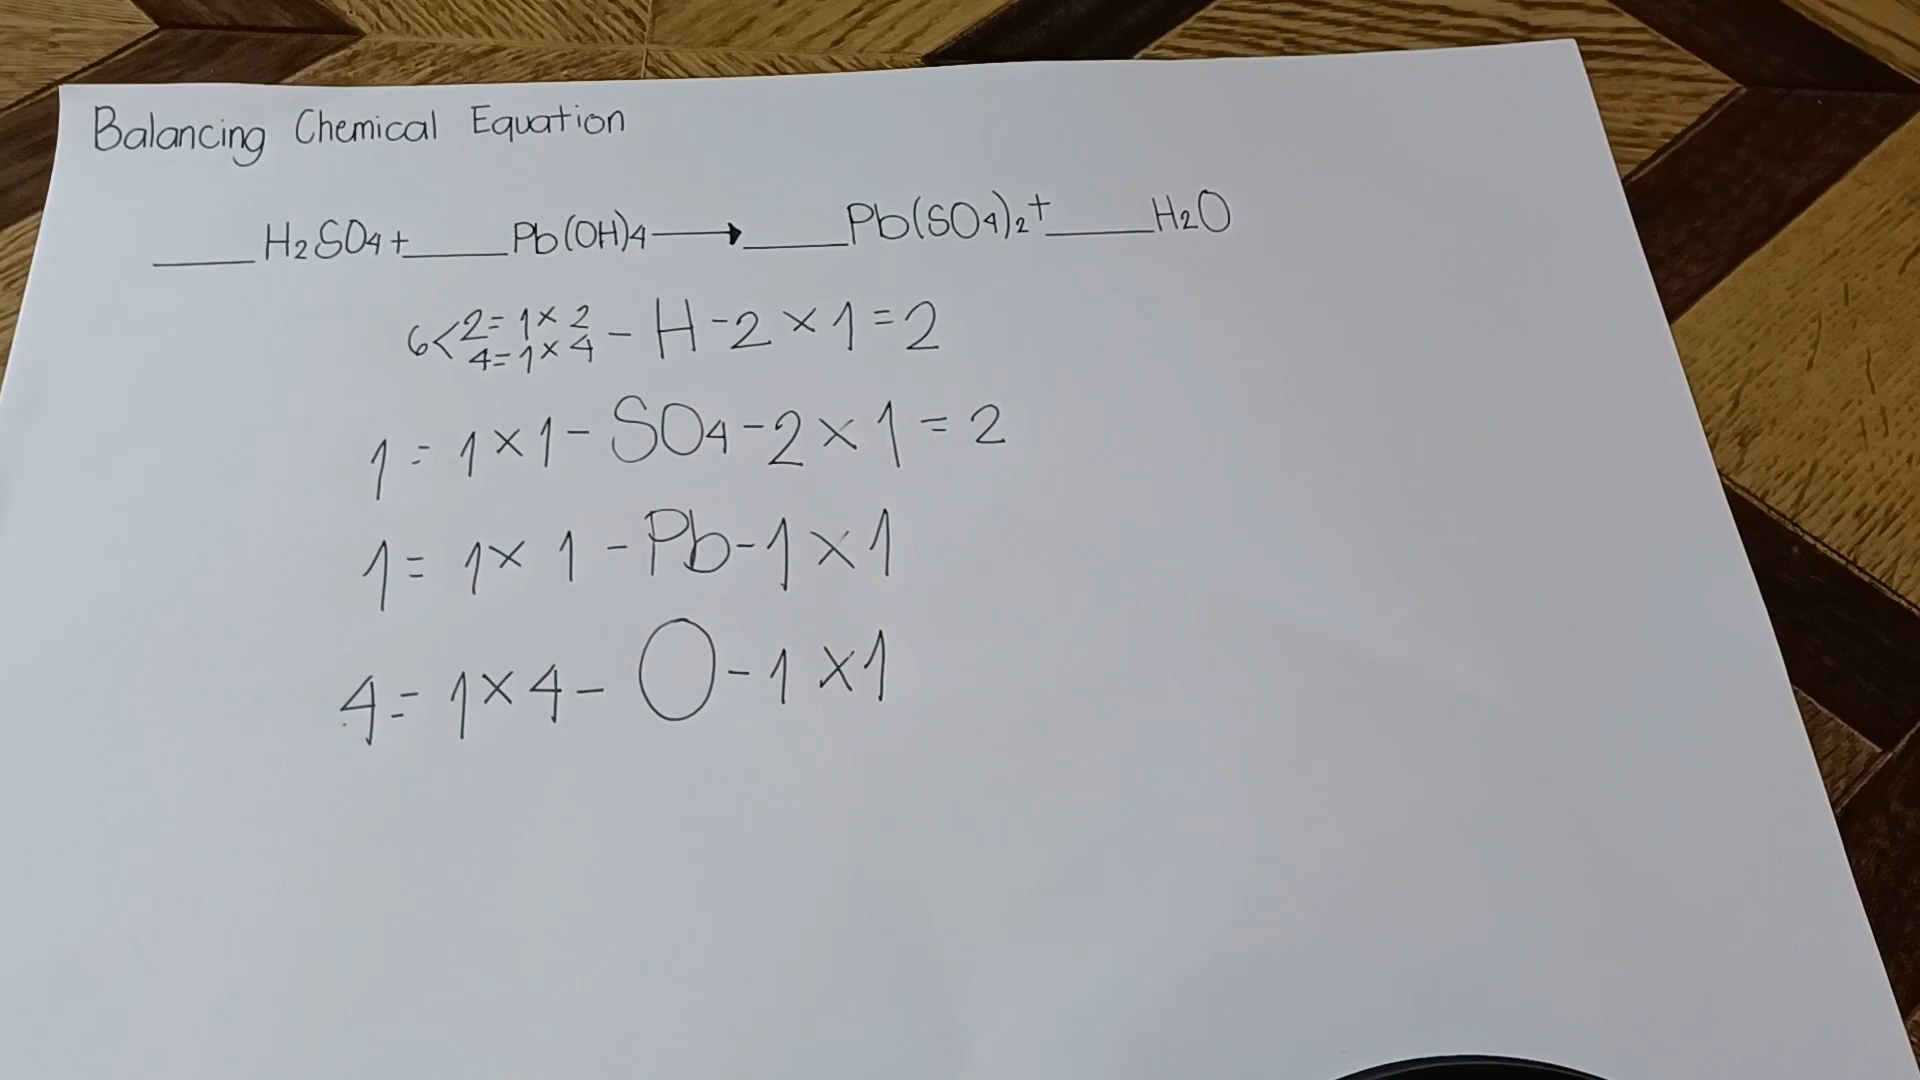 Balancing Chemical Equation
____H2SO4+____Pb(OH)4⟶____Pb(SO4)2+____H2O
6<2=1×2 4=1×4 - H - 2×1=2
1=1×1-SO4-2×1=2
1=1×1-Pb-1×1
4=1×4-O-1×1